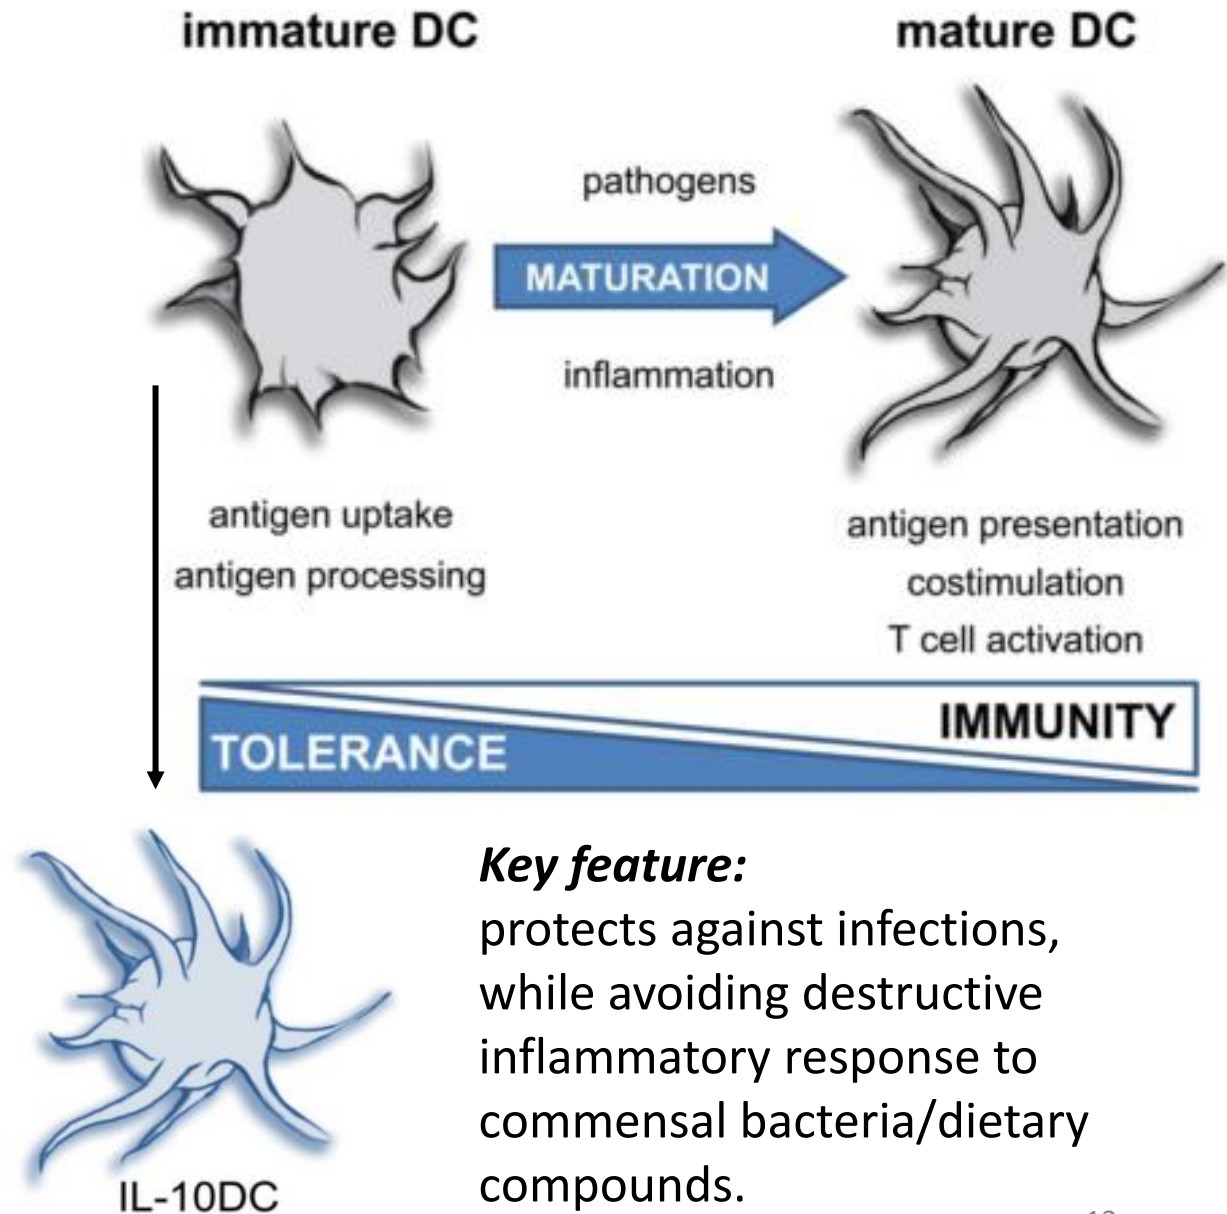 immature DC
mature DC
pathogens
MATURATION
inflammation
antigen uptake
antigen processing
antigen presentation
costimulation
T cell activation
TOLERANCE
IMMUNITY
Key feature:
protects against infections,
while avoiding destructive
inflammatory response to
commensal bacteria/dietary
compounds.
IL-10DC